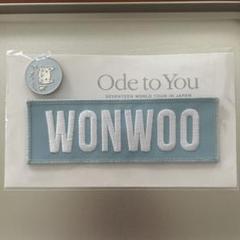 Ode to You
SEVENTEEN WORLD TOUR IN JAPAN
WONWOO